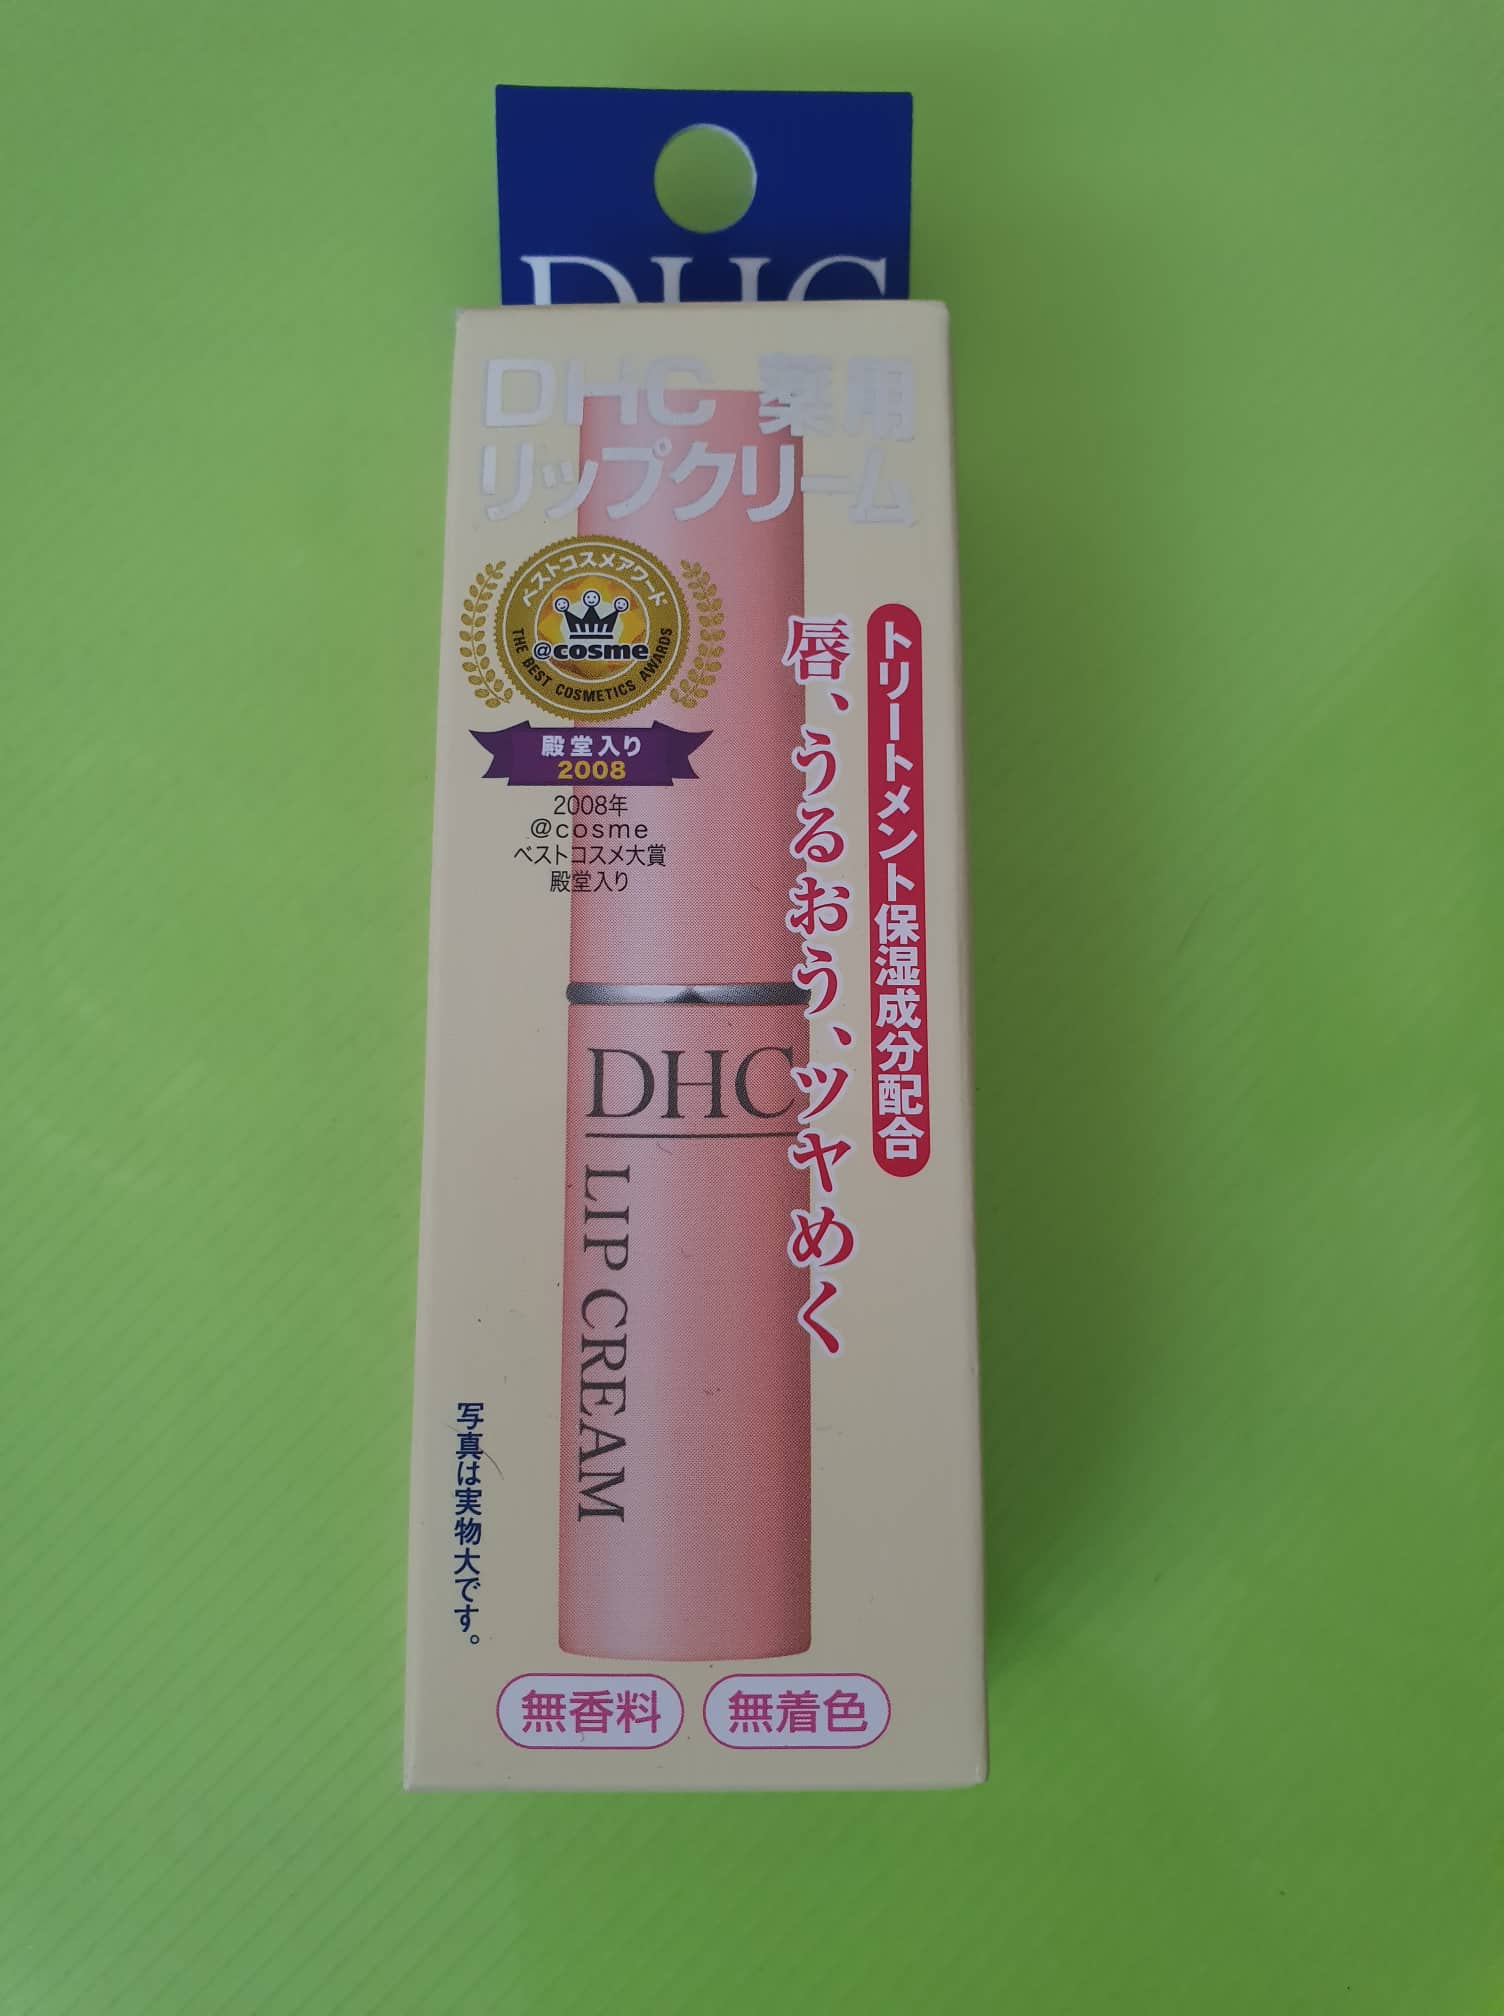 DHC
DHC 薬用
リップクリーム
ベストコスメアワード
@cosme
THE BEST COSMETICS AWARDS
殿堂入り
2008
2008年
@cosme
ベストコスメ大賞
殿堂入り
トリートメント保湿成分配合
唇、うるおう、ツヤめく
DHC
LIP CREAM
写真は実物大です。
無香料
無着色